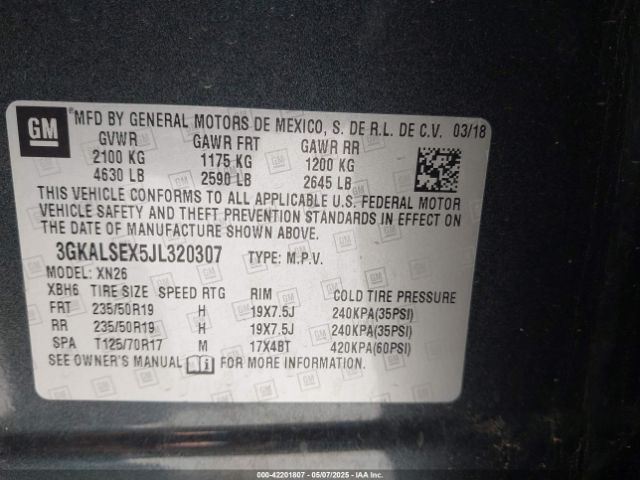 GM
MFD BY GENERAL MOTORS DE MEXICO, S. DE R.L. DE C.V. 03/18
GVWR GAWR FRT GAWR RR
2100 KG 1175 KG 1200 KG
4630 LB 2590 LB 2645 LB
THIS VEHICLE CONFORMS TO ALL APPLICABLE U.S. FEDERAL MOTOR
VEHICLE SAFETY AND THEFT PREVENTION STANDARDS IN EFFECT ON
THE DATE OF MANUFACTURE SHOWN ABOVE.
3GKALSEX5JL320307 TYPE: M.P.V.
MODEL: XN26
XBH6 TIRE SIZE SPEED RTG RIM COLD TIRE PRESSURE
FRT 235/50R19 H 19X7.5J 240KPA(35PSI)
RR 235/50R19 H 19X7.5J 240KPA(35PSI)
SPA T125/70R17 M 17X4BT 420KPA(60PSI)
SEE OWNER'S MANUAL FOR MORE INFORMATION.
000-42201807 - 05/07/2025 - IAA Inc.